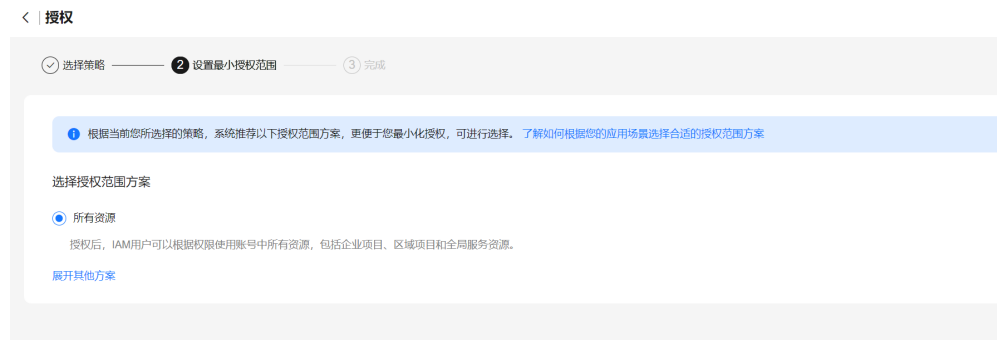 授权
选择策略 2 设置最小授权范围 3 完成
根据当前您所选择的策略，系统推荐以下授权范围方案，更便于您最小化授权，可进行选择。 了解如何根据您的应用场景选择合适的授权范围方案
选择授权范围方案
所有资源
授权后，IAM用户可以根据权限使用账号中所有资源，包括企业项目、区域项目和全局服务资源。
展开其他方案